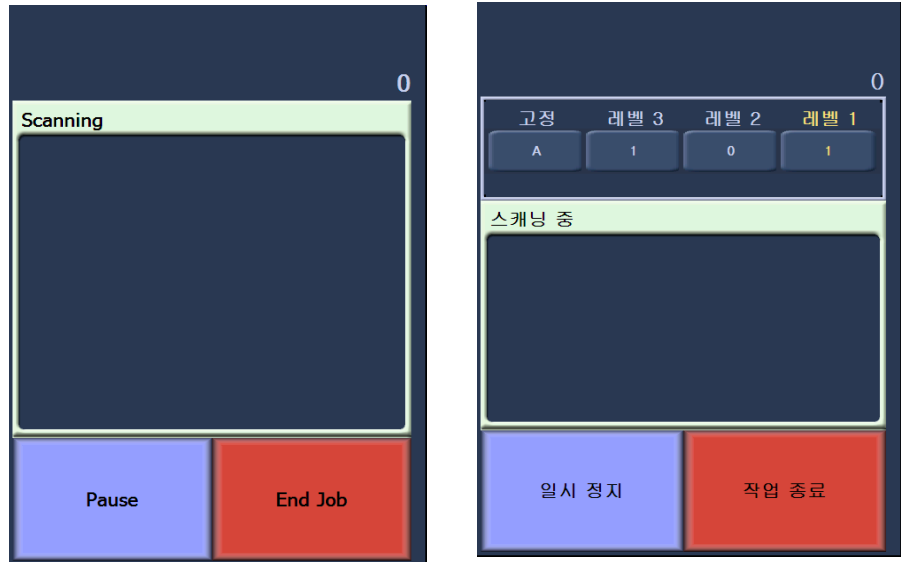 0
Scanning
Pause End Job
0
고정 레벨 3 레벨 2 레벨 1
A 1 0 1
스캐닝 중
일시 정지 작업 종료